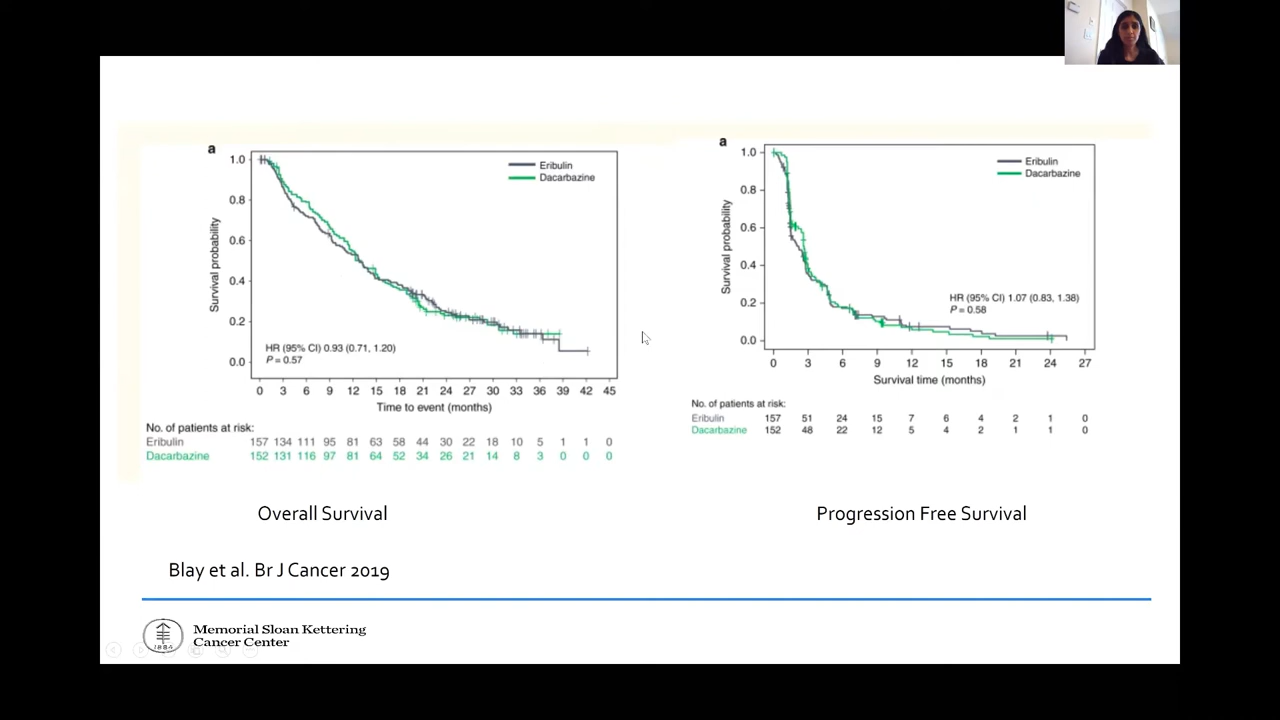 a
1.0
0.8
0.6
0.4
0.2
0.0
Survival probability
Eribulin
Dacarbazine
HR (95% CI) 0.93 (0.71, 1.20)
P = 0.57
0 3 6 9 12 15 18 21 24 27 30 33 36 39 42 45
Time to event (months)
No. of patients at risk:
Eribulin 157 134 111 95 81 63 58 44 30 22 18 10 5 1 1 0
Dacarbazine 152 131 116 97 81 64 52 34 26 21 14 8 3 0 0 0
Overall Survival
a
1.0
0.8
0.6
0.4
0.2
0.0
Survival probability
Eribulin
Dacarbazine
HR (95% CI) 1.07 (0.83, 1.38)
P = 0.58
0 3 6 9 12 15 18 21 24 27
Survival time (months)
No. of patients at risk:
Eribulin 157 51 24 15 7 6 4 2 1 0
Dacarbazine 152 48 22 12 5 4 2 1 1 0
Progression Free Survival
Blay et al. Br J Cancer 2019
1884
Memorial Sloan Kettering
Cancer Center